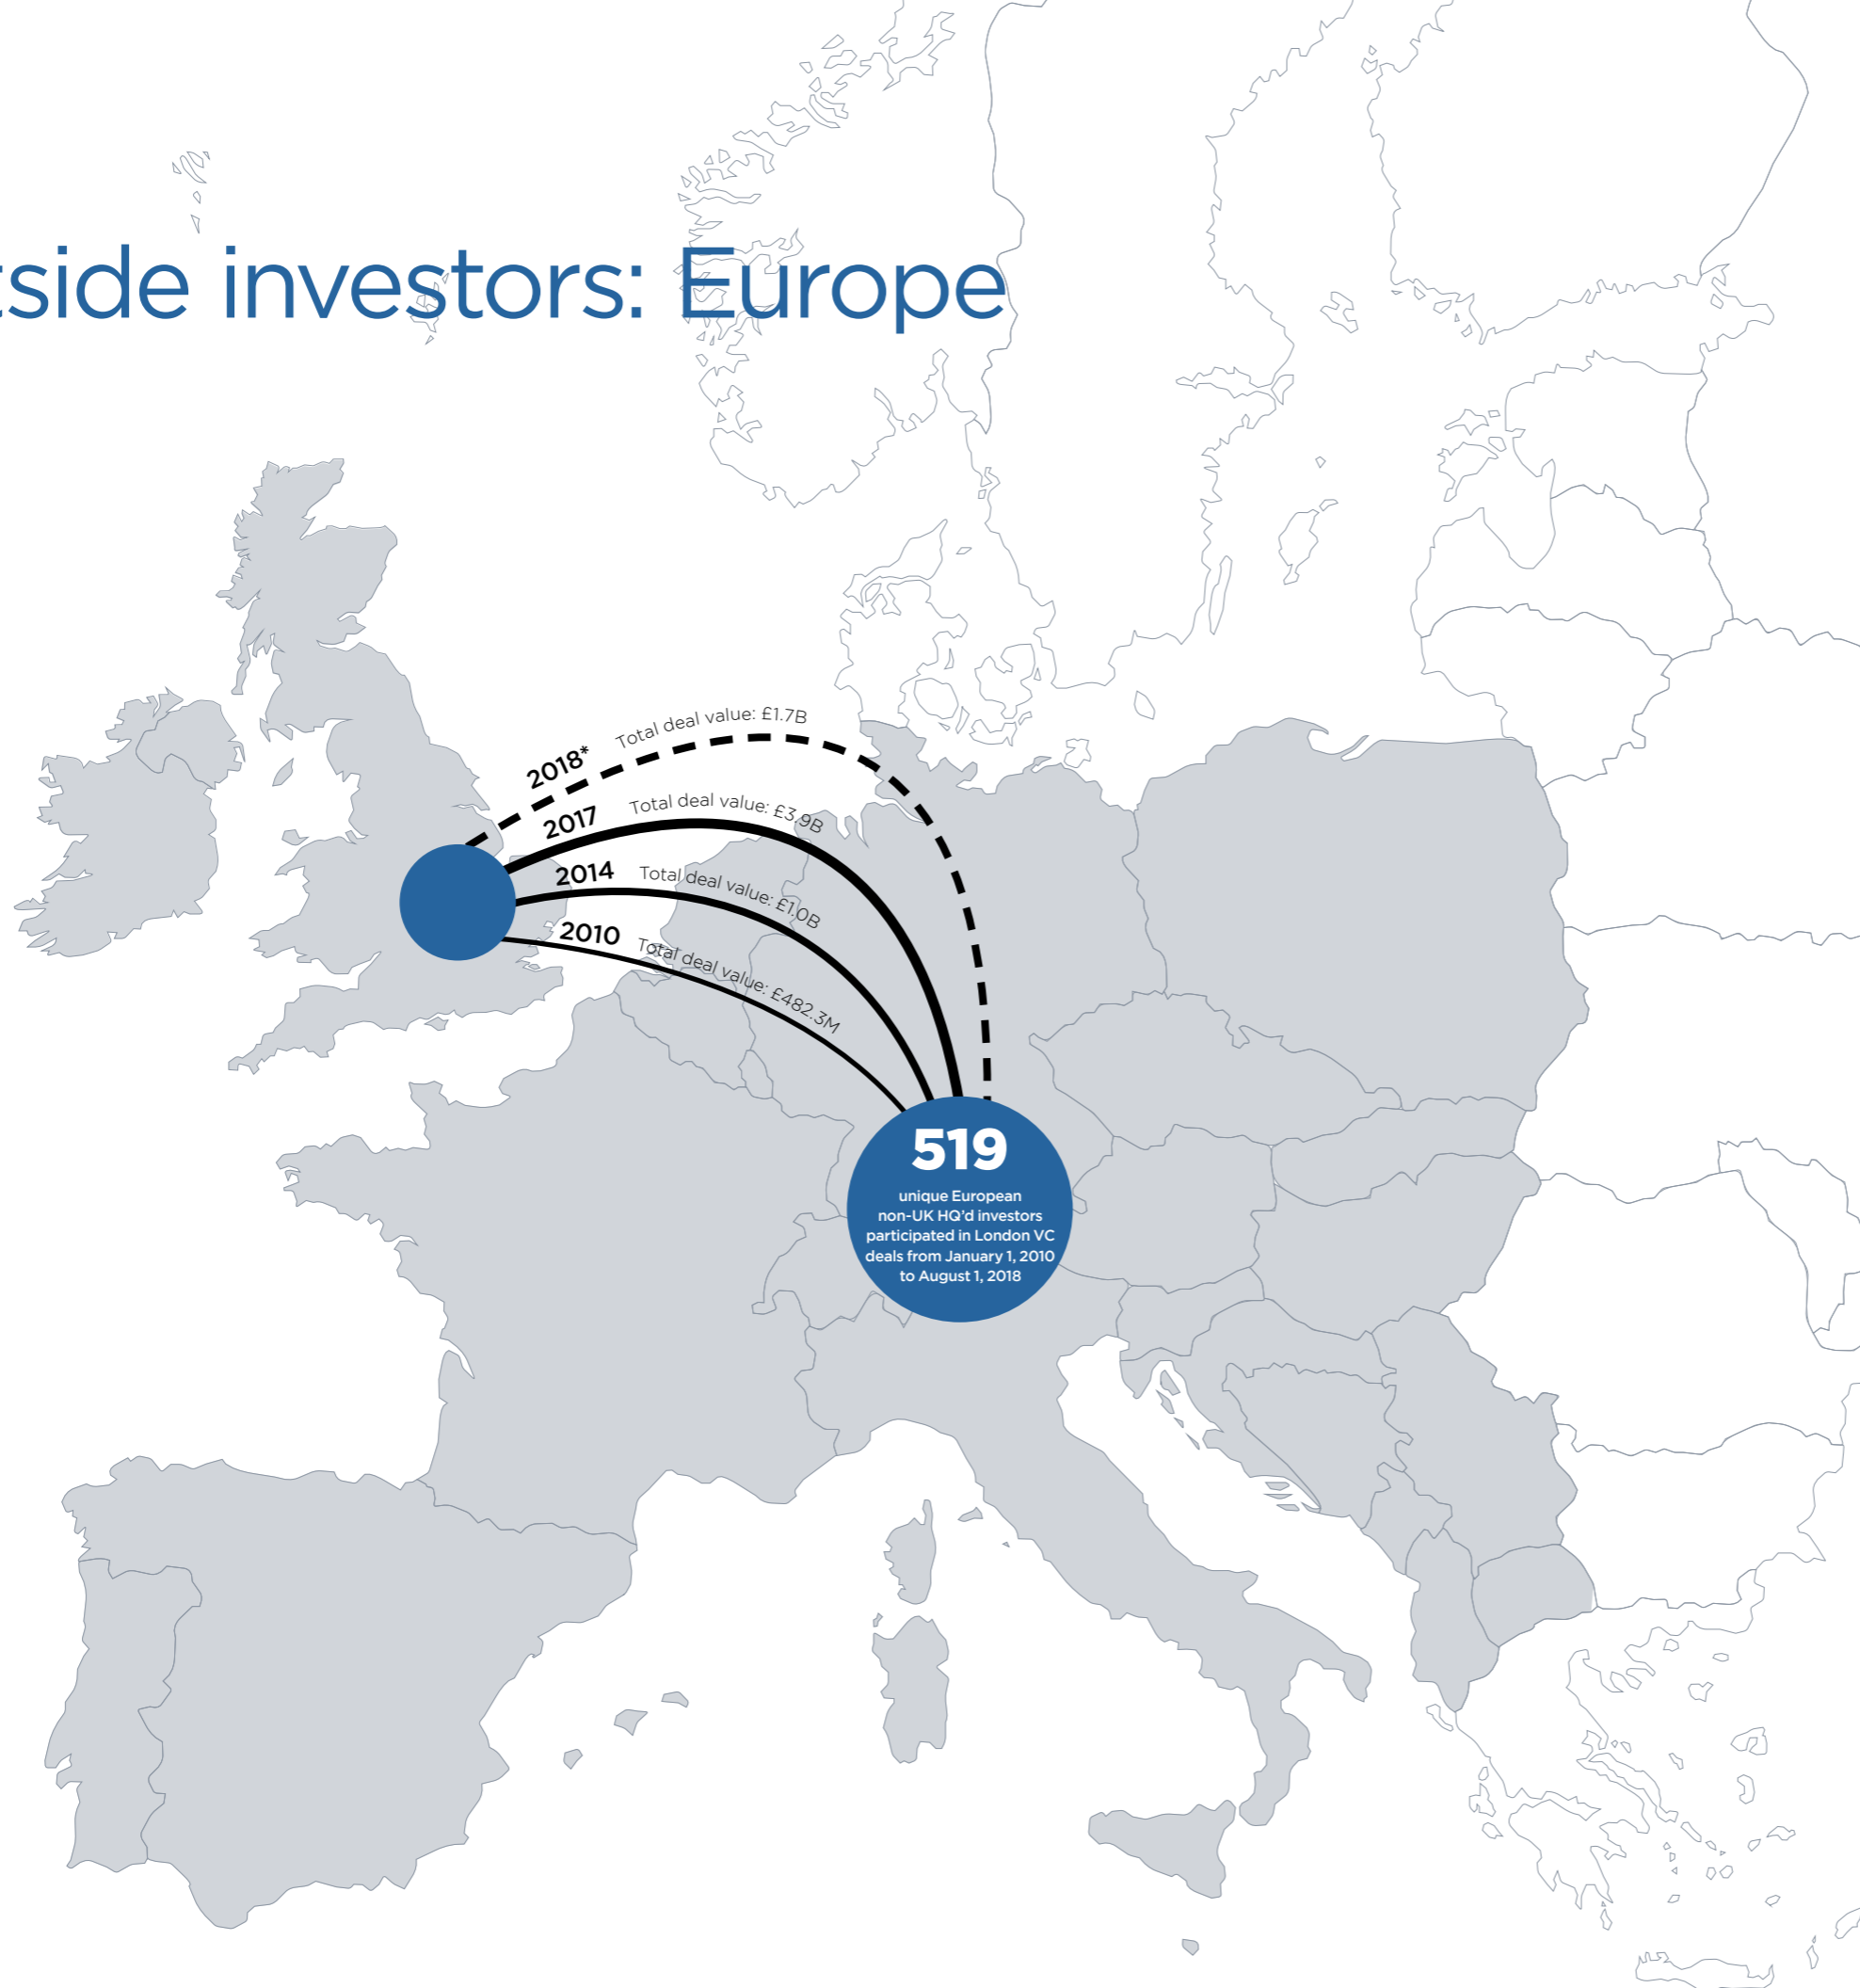 tside investors: Europe
2018* Total deal value: £1.7B
2017 Total deal value: £3.9B
2014 Total deal value: £1.0B
2010 Total deal value: £482.3M
519
unique European
non-UK HQ’d investors
participated in London VC
deals from January 1, 2010
to August 1, 2018